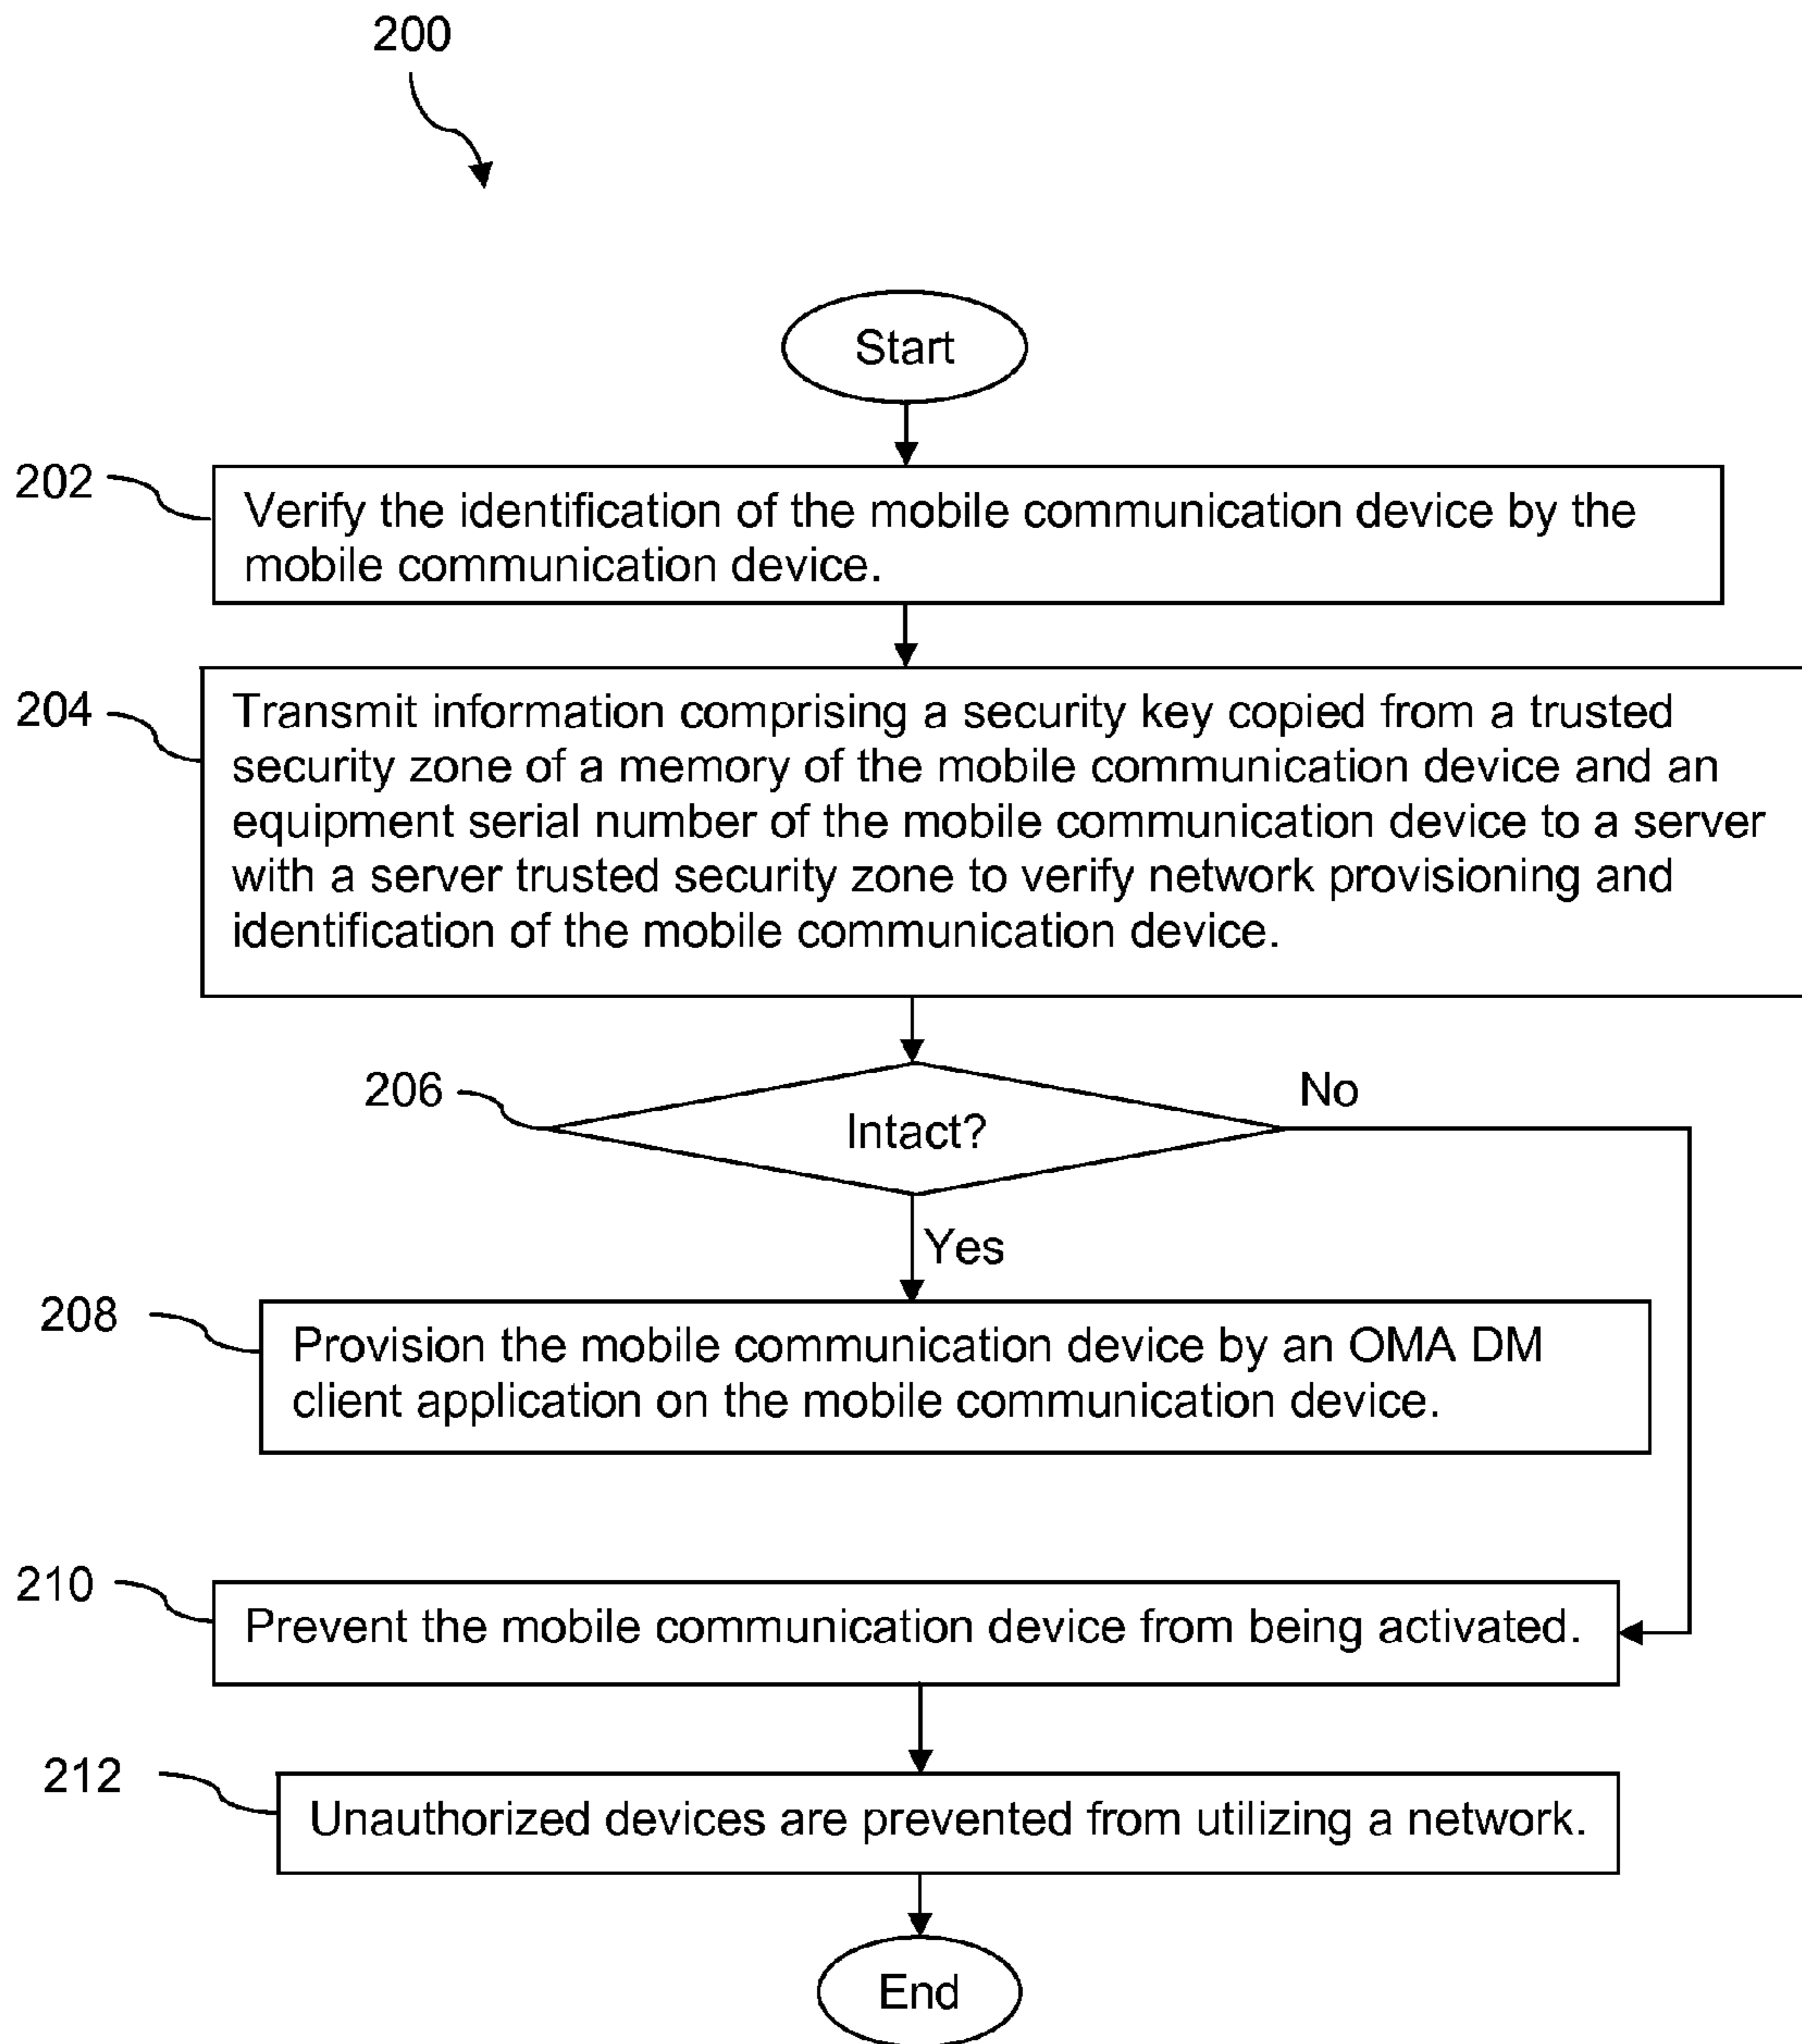 200
Start
202
Verify the identification of the mobile communication device by the
mobile communication device.
204
Transmit information comprising a security key copied from a trusted
security zone of a memory of the mobile communication device and an
equipment serial number of the mobile communication device to a server
with a server trusted security zone to verify network provisioning and
identification of the mobile communication device.
206
Intact?
No
Yes
208
Provision the mobile communication device by an OMA DM
client application on the mobile communication device.
210
Prevent the mobile communication device from being activated.
212
Unauthorized devices are prevented from utilizing a network.
End